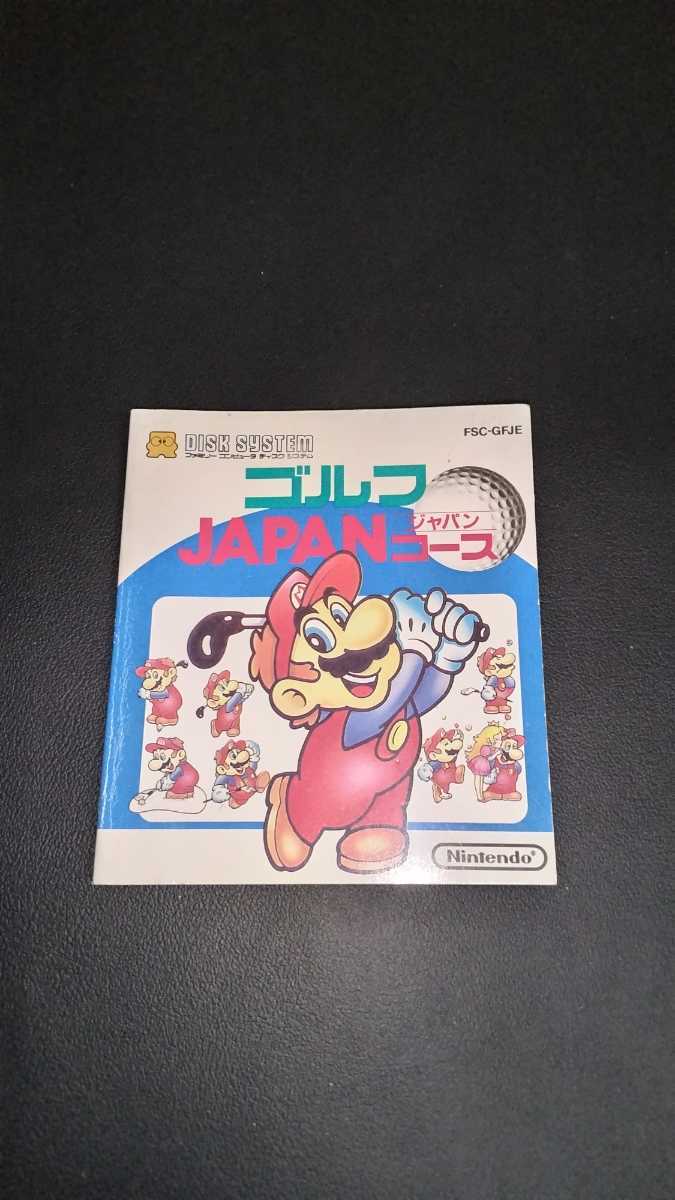 DISK SYSTEM
ファミリー コンピュータ ディスク システム
FSC-GFJE
ゴルフ
JAPANコース
ジャパン
M
Nintendo®